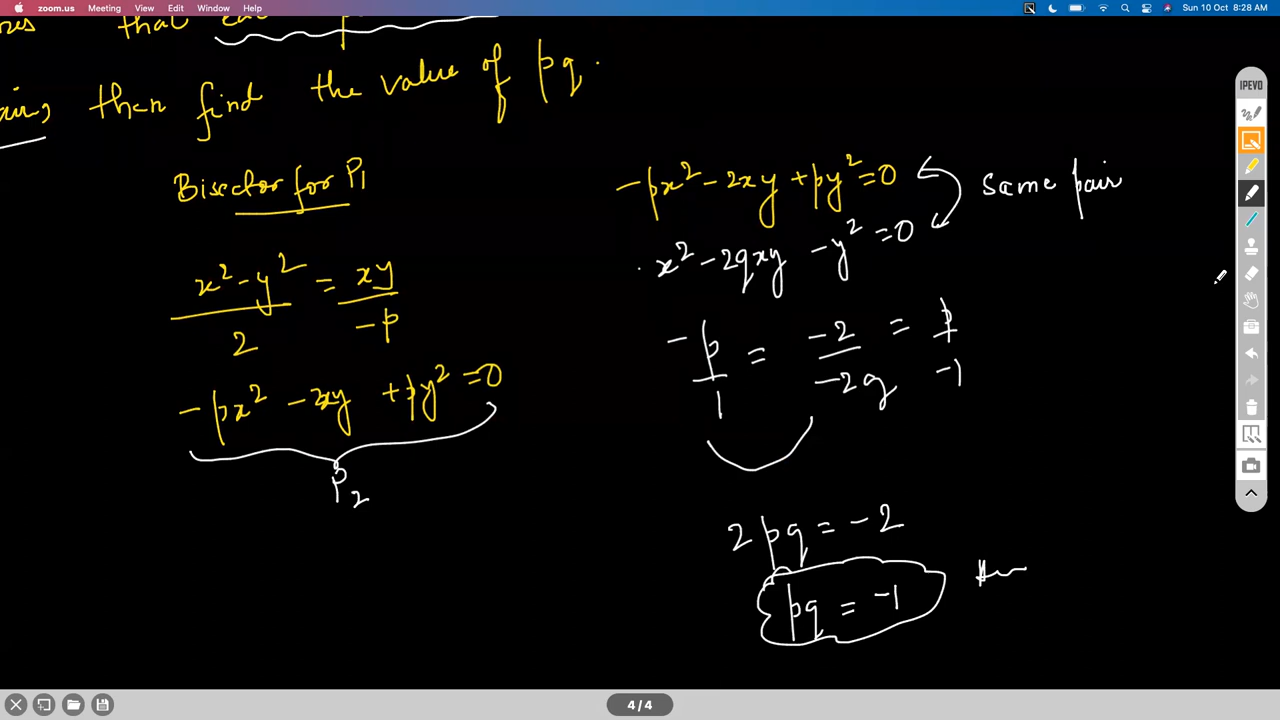 zoom.us Meeting View Edit Window Help Sun 10 Oct 8:28 AM
that
then find the value of pq.
IPEVO
Bisector for P1
x² - y² / 2 = xy / -p
-px² - 2xy + py² = 0
P2
-px² - 2xy + py² = 0
same pair
x² - 2qxy - y² = 0
-p/1 = -2/-2q = p/-1
2pq = -2
pq = -1
4/4